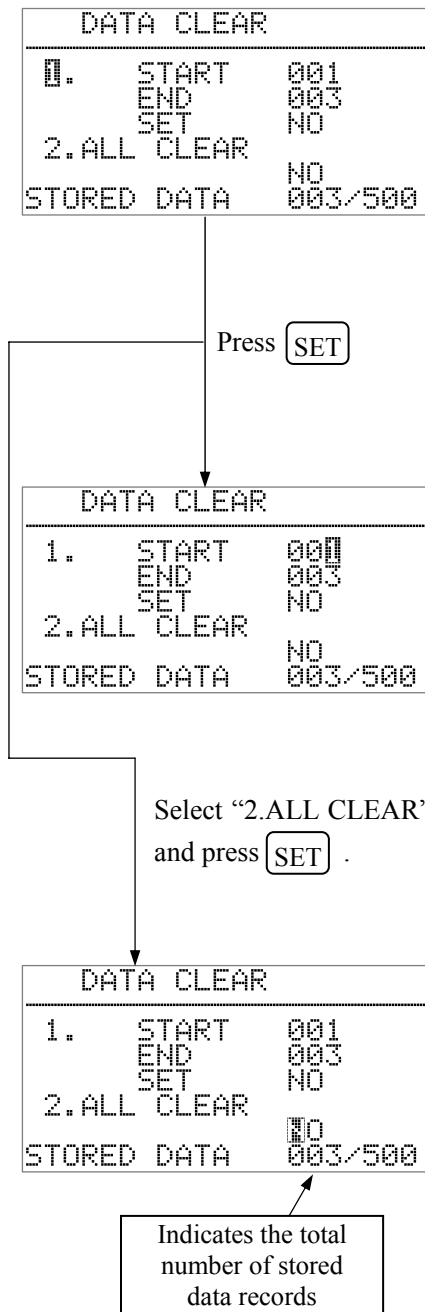 DATA CLEAR
1. START 001
END 003
SET NO
2.ALL CLEAR
NO
STORED DATA 003/500
Press SET
DATA CLEAR
1. START 001
END 003
SET NO
2.ALL CLEAR
NO
STORED DATA 003/500
Select “2.ALL CLEAR”
and press SET .
DATA CLEAR
1. START 001
END 003
SET NO
2.ALL CLEAR
NO
STORED DATA 003/500
Indicates the total
number of stored
data records